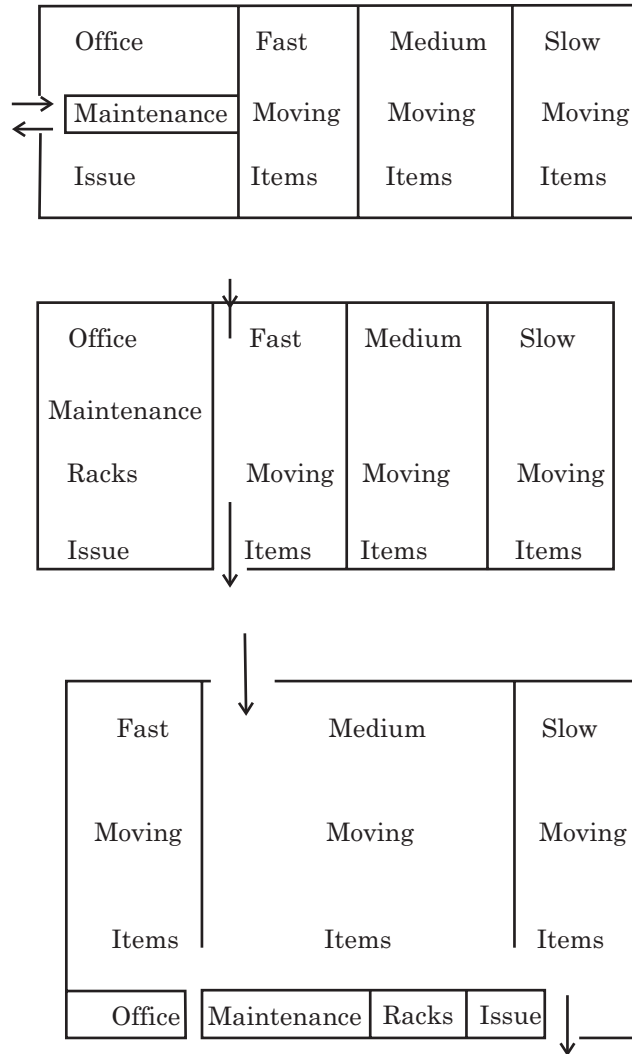 Office Fast Medium Slow
Maintenance Moving Moving Moving
Issue Items Items Items
Office Fast Medium Slow
Maintenance
Racks Moving Moving Moving
Issue Items Items Items
Fast Medium Slow
Moving Moving Moving
Items Items Items
Office Maintenance Racks Issue